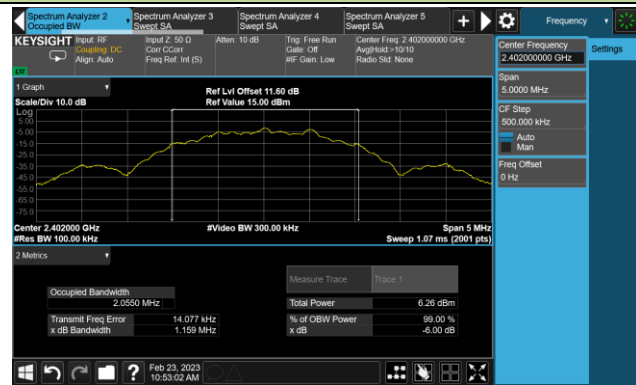 Spectrum Analyzer 2
Occupied BW
Spectrum Analyzer 3
Swept SA
Spectrum Analyzer 4
Swept SA
Spectrum Analyzer 5
Swept SA
Frequency
KEYSIGHT
Input: RF
Coupling: DC
Align: Auto
Input Z: 50 Ω
Corr CCorr
Freq Ref: Int (S)
Atten: 10 dB
Trig: Free Run
Gate: Off
#IF Gain: Low
Center Freq: 2.402000000 GHz
Avg|Hold:>10/10
Radio Std: None
Center Frequency
2.402000000 GHz
Settings
Span
5.0000 MHz
CF Step
500.000 kHz
Auto
Man
Freq Offset
0 Hz
1 Graph
Scale/Div 10.0 dB
Ref Lvl Offset 11.60 dB
Ref Value 15.00 dBm
Log
5.00
-5.00
-15.0
-25.0
-35.0
-45.0
-55.0
-65.0
-75.0
Center 2.402000 GHz
#Res BW 100.00 kHz
#Video BW 300.00 kHz
Span 5 MHz
Sweep 1.07 ms (2001 pts)
2 Metrics
Measure Trace
Trace 1
Occupied Bandwidth
2.0550 MHz
Total Power
6.26 dBm
Transmit Freq Error
14.077 kHz
% of OBW Power
99.00 %
x dB Bandwidth
1.159 MHz
x dB
-6.00 dB
?
Feb 23, 2023
10:53:02 AM